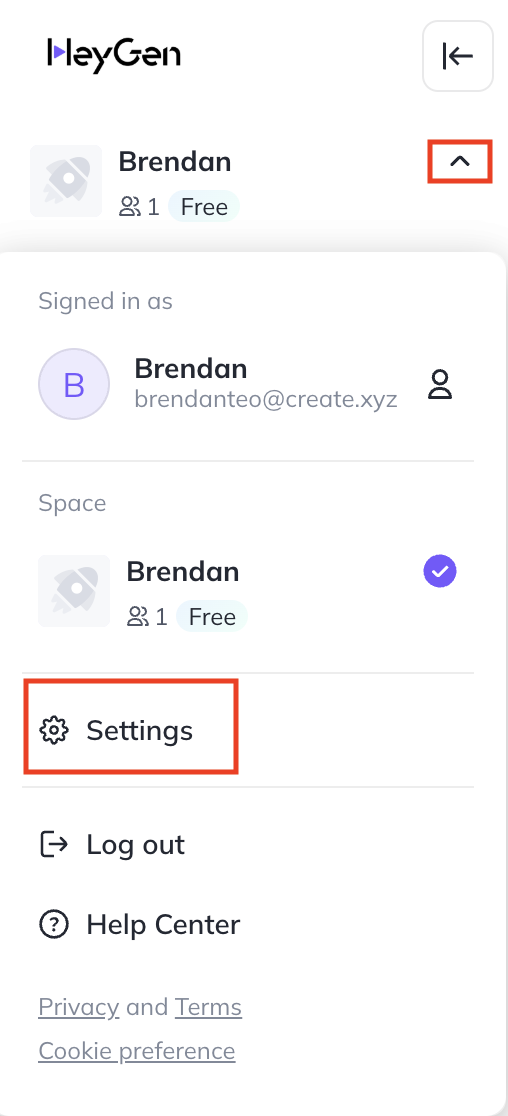 HeyGen
Brendan
1 Free
Signed in as
B
Brendan
brendanteo@create.xyz
Space
Brendan
1 Free
Settings
Log out
? Help Center
Privacy and Terms
Cookie preference